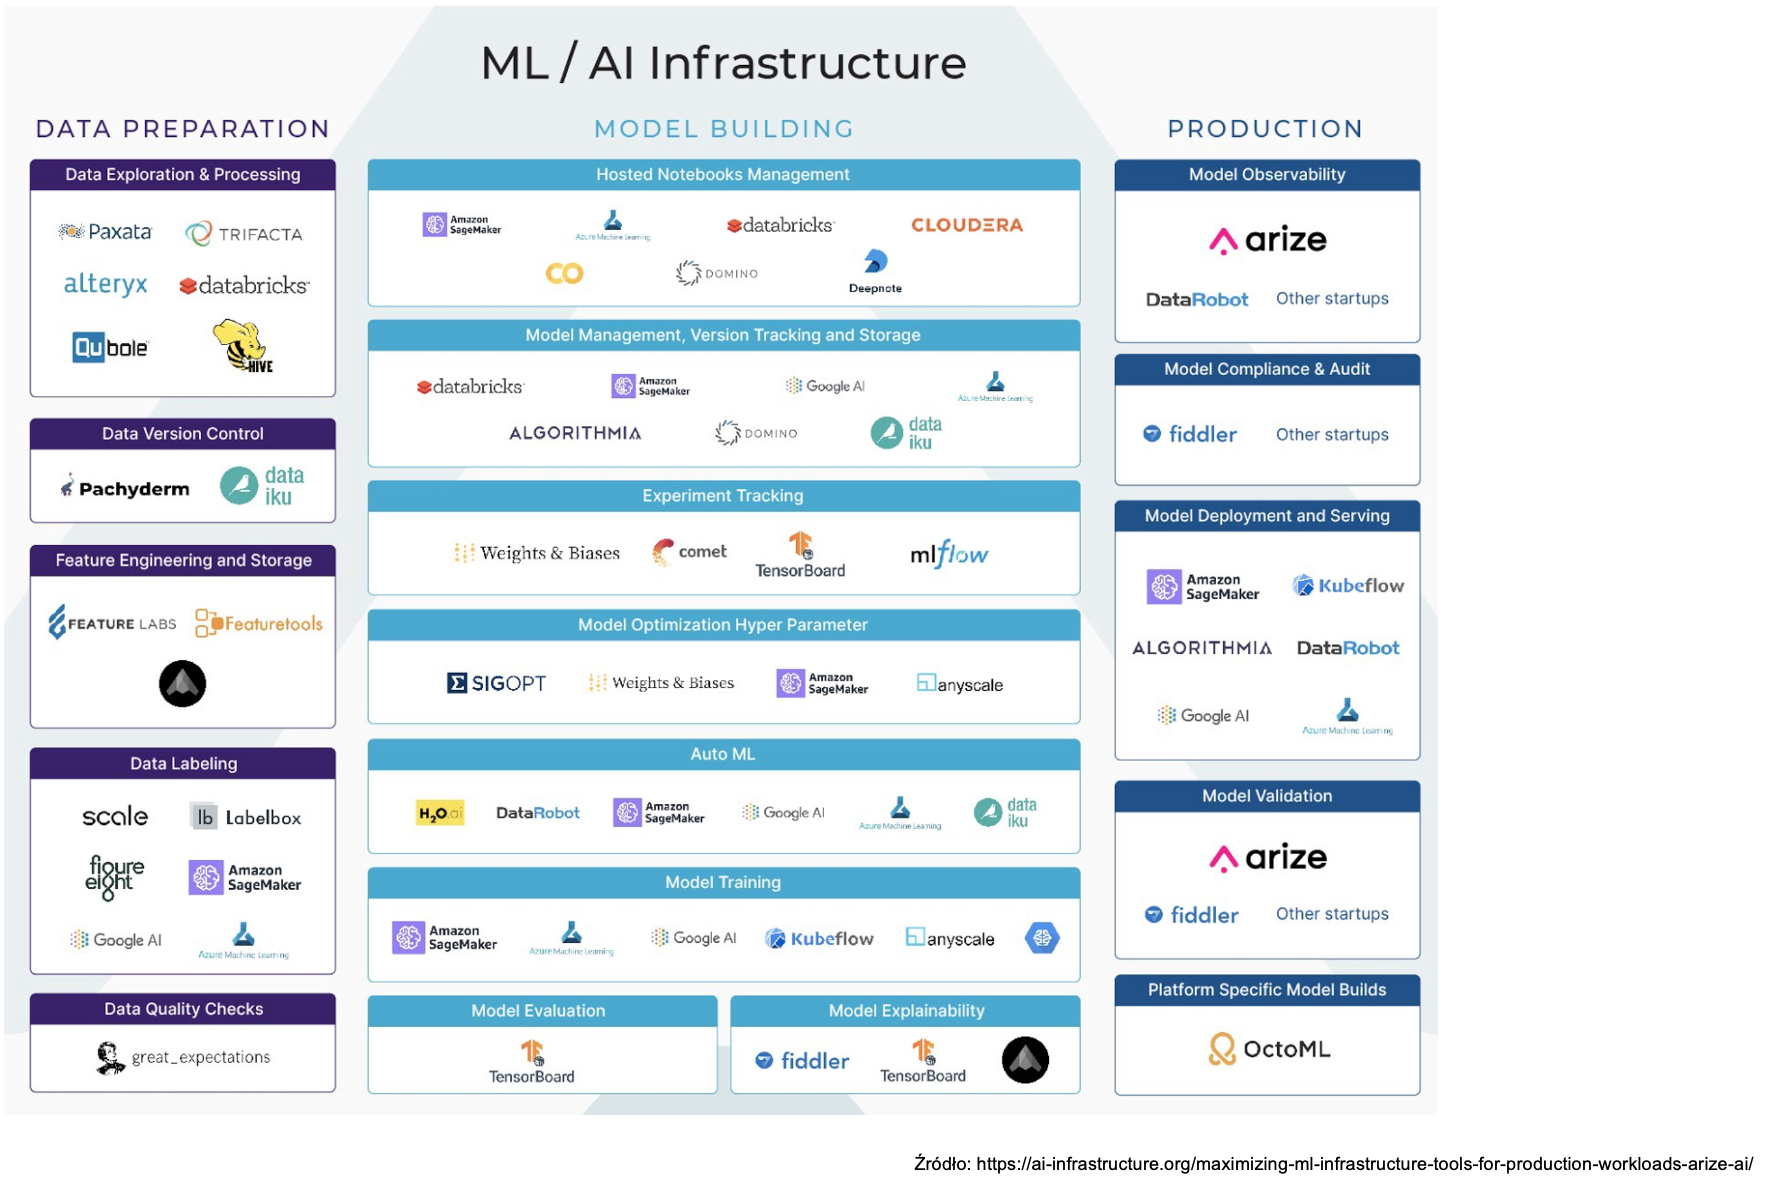 ML / AI Infrastructure
DATA PREPARATION
Data Exploration & Processing
Paxata
TRIFACTA
alteryx
databricks
Qubole
HIVE
Data Version Control
Pachyderm
data
iku
Feature Engineering and Storage
FEATURE LABS
Featuretools
Data Labeling
scale
lb Labelbox
figure
eight
Amazon
SageMaker
Google AI
Azure Machine Learning
Data Quality Checks
great_expectations
MODEL BUILDING
Hosted Notebooks Management
Amazon
SageMaker
Azure Machine Learning
databricks
CLOUDERA
CO
DOMINO
Deepnote
Model Management, Version Tracking and Storage
databricks
Amazon
SageMaker
Google AI
Azure Machine Learning
ALGORITHMIA
DOMINO
data
iku
Experiment Tracking
Weights & Biases
comet
TensorBoard
mlflow
Model Optimization Hyper Parameter
Σ SIGOPT
Weights & Biases
Amazon
SageMaker
anyscale
Auto ML
H2O.ai
DataRobot
Amazon
SageMaker
Google AI
Azure Machine Learning
data
iku
Model Training
Amazon
SageMaker
Azure Machine Learning
Google AI
Kubeflow
anyscale
Model Evaluation
TensorBoard
Model Explainability
fiddler
TensorBoard
PRODUCTION
Model Observability
arize
DataRobot
Other startups
Model Compliance & Audit
fiddler
Other startups
Model Deployment and Serving
Amazon
SageMaker
Kubeflow
ALGORITHMIA
DataRobot
Google AI
Azure Machine Learning
Model Validation
arize
fiddler
Other startups
Platform Specific Model Builds
OctoML
Źródło: https://ai-infrastructure.org/maximizing-ml-infrastructure-tools-for-production-workloads-arize-ai/